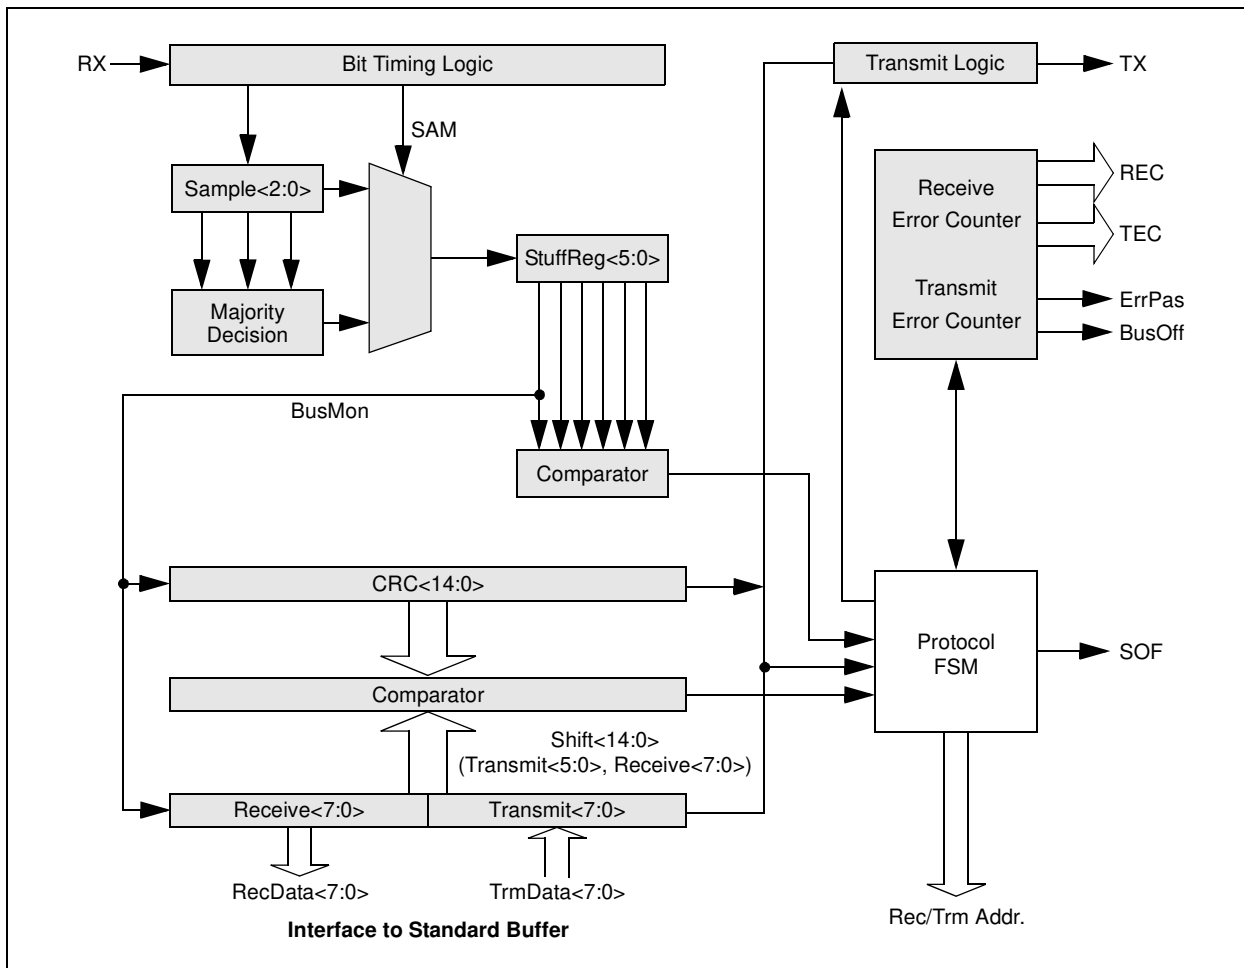 RX
Bit Timing Logic
Transmit Logic
TX
SAM
Sample<2:0>
Receive
Error Counter
REC
TEC
StuffReg<5:0>
Transmit
Error Counter
ErrPas
BusOff
Majority
Decision
BusMon
Comparator
CRC<14:0>
Protocol
FSM
SOF
Comparator
Shift<14:0>
(Transmit<5:0>, Receive<7:0>)
Receive<7:0>
Transmit<7:0>
RecData<7:0>
TrmData<7:0>
Rec/Trm Addr.
Interface to Standard Buffer